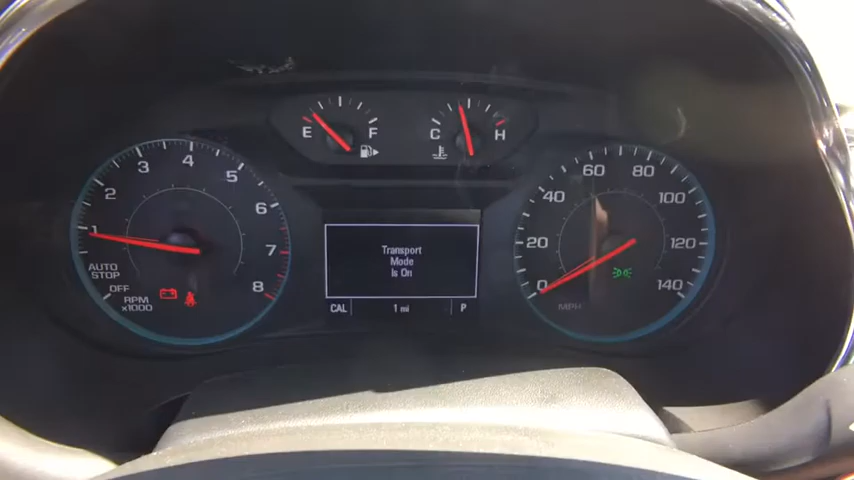 E F
C H
1 2 3 4 5 6 7 8
AUTO
STOP
OFF
RPM
x1000
Transport
Mode
Is On
CAL 1 mi P
0 20 40 60 80 100 120 140
MPH